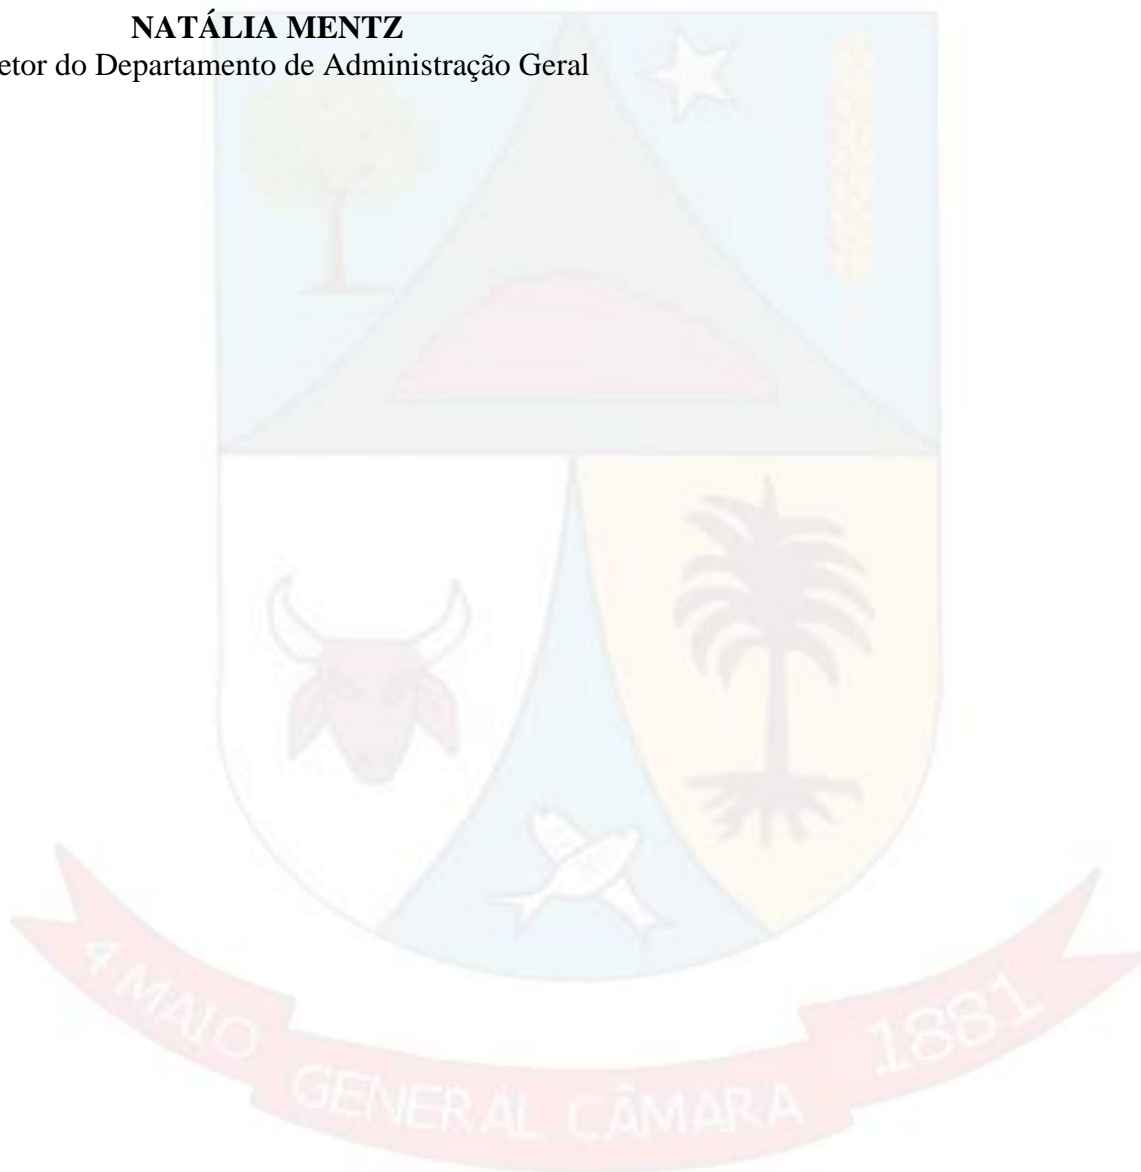 NATÁLIA MENTZ
etor do Departamento de Administração Geral
4 MAIO
GENERAL CÂMARA
1881